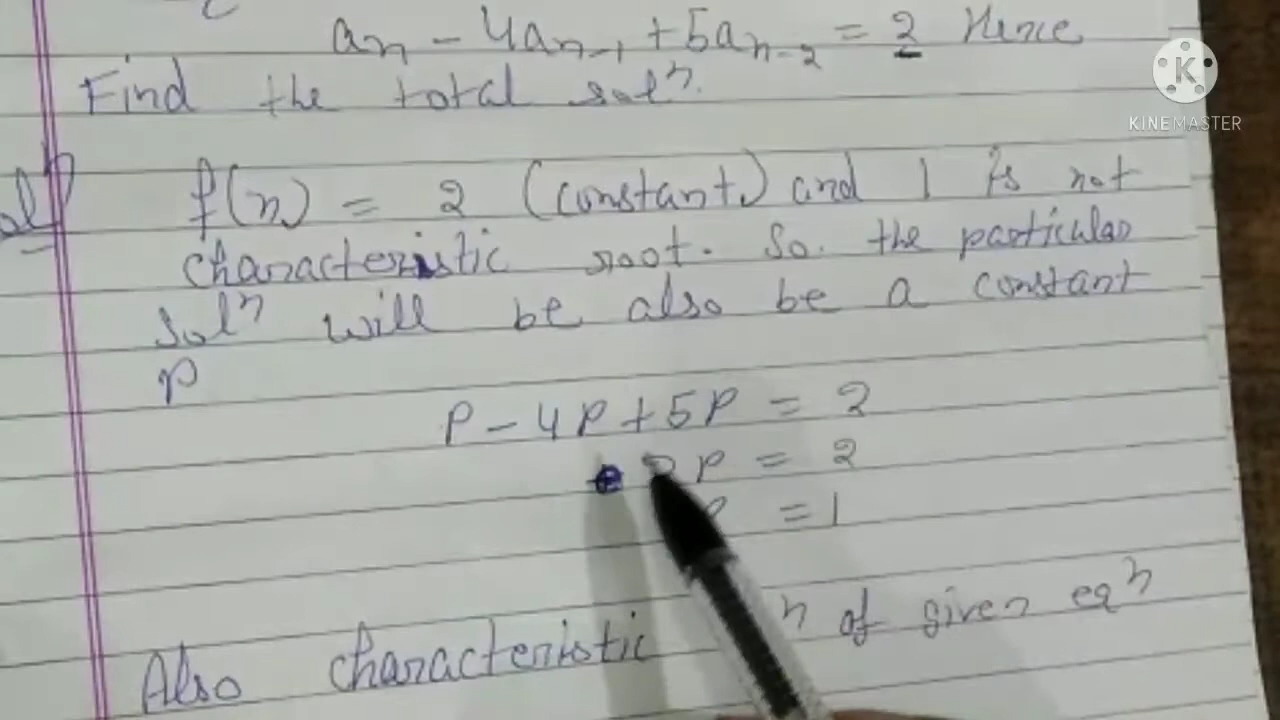 an - 4an-1 + 5an-2 = 2 Hence
Find the total solⁿ.
KINEMASTER
f(n) = 2 (constant) and 1 is not
characteristic root. So. the particular
solⁿ will be also be a constant
P
P - 4P + 5P = 2
2P = 2
P = 1
Also characteristic of given eqⁿ